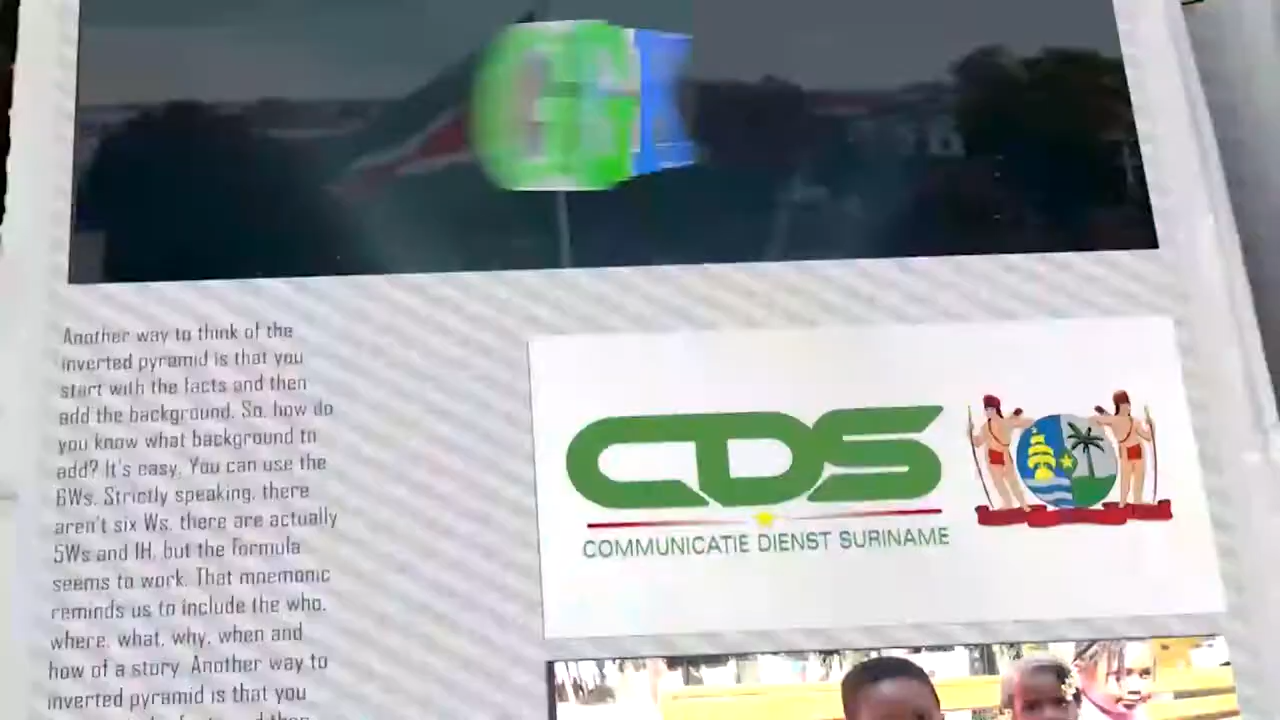 Another way to think of the
inverted pyramid is that you
start with the facts and then
add the background. So, how do
you know what background to
add? It's easy. You can use the
6Ws. Strictly speaking, there
aren't six Ws, there are actually
5Ws and 1H, but the formula
seems to work. That mnemonic
reminds us to include the who,
where, what, why, when and
how of a story. Another way to
inverted pyramid is that you
CDS
COMMUNICATIE DIENST SURINAME